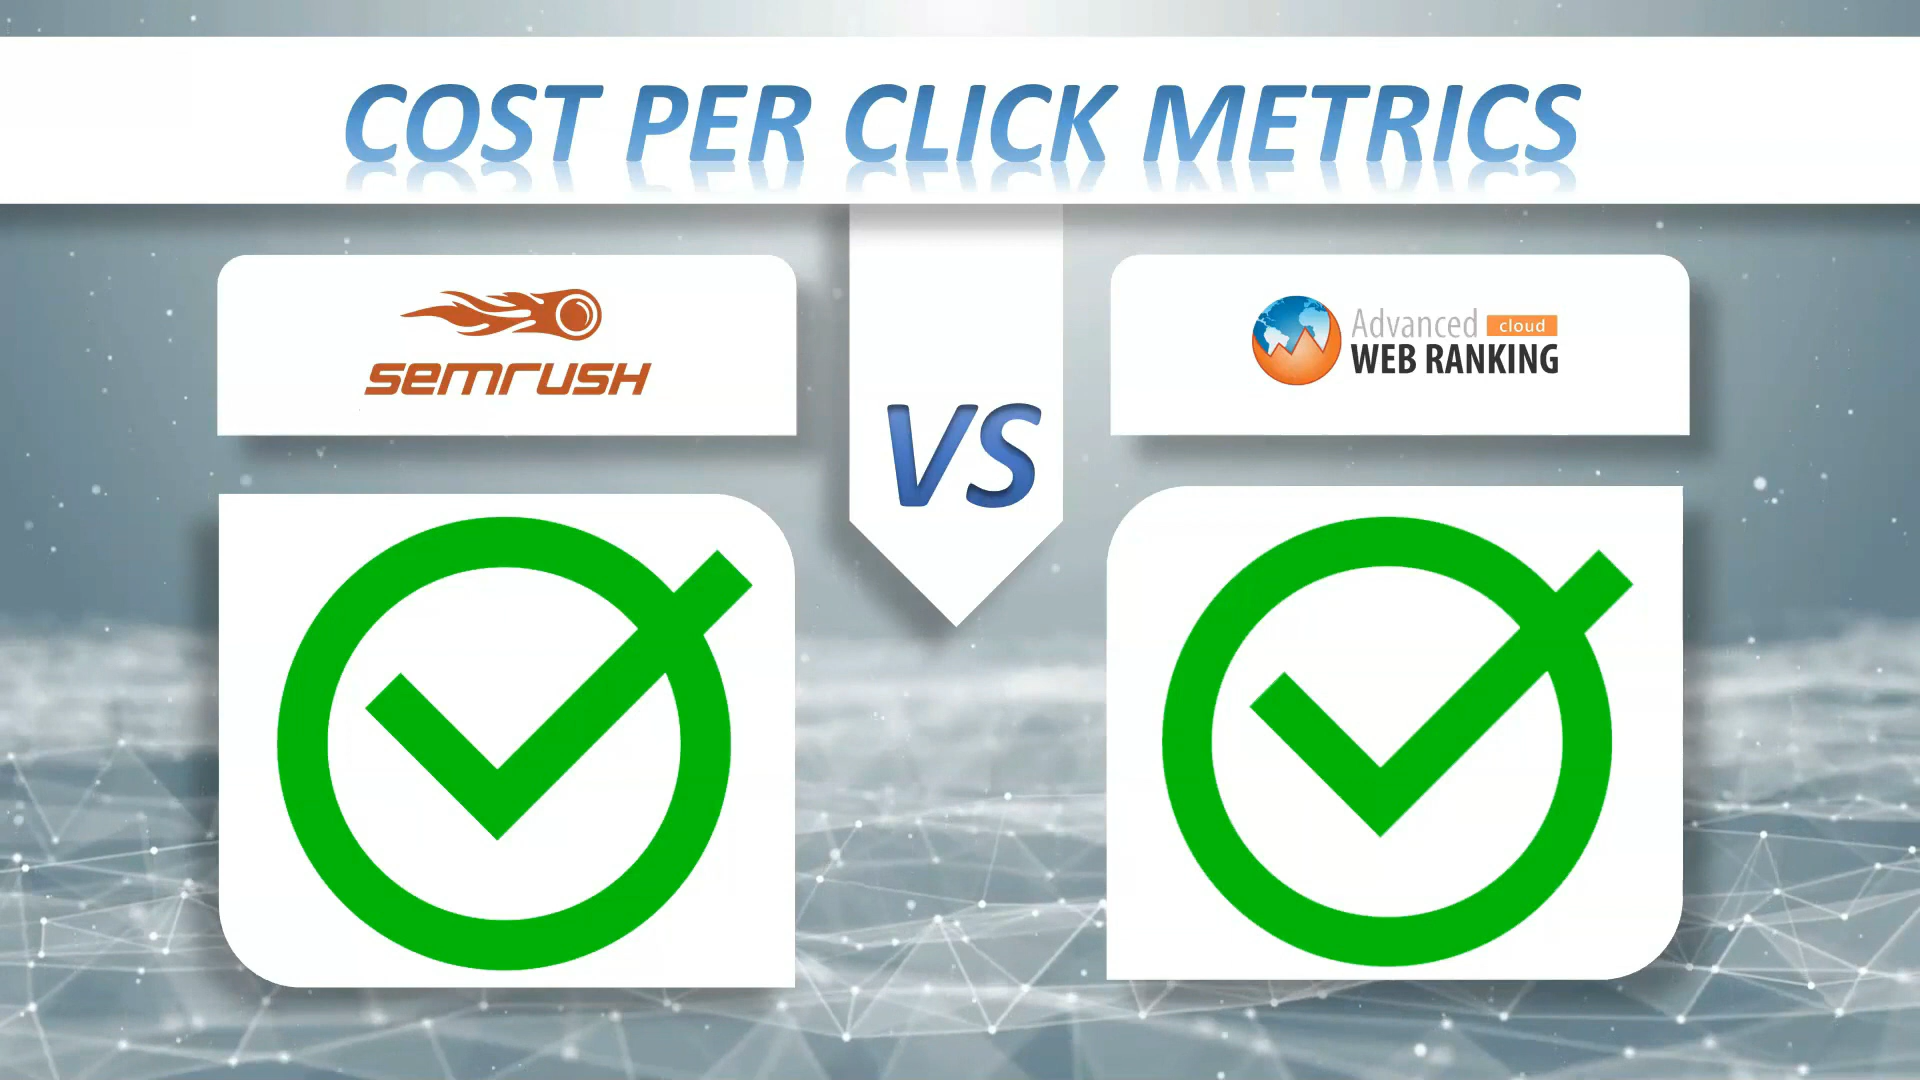 COST PER CLICK METRICS
semrush
VS
Advanced cloud
WEB RANKING